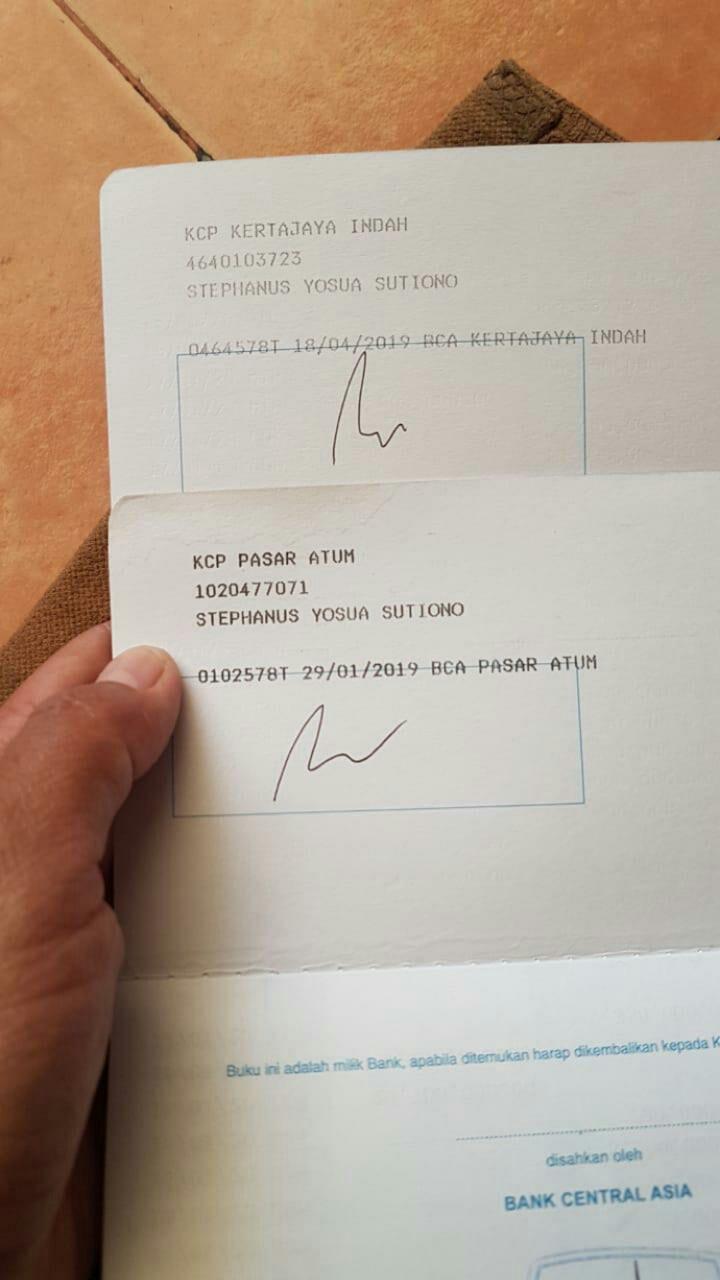 KCP KERTAJAYA INDAH
4640103723
STEPHANUS YOSUA SUTIONO
0464578T 18/04/2019 BCA KERTAJAYA INDAH
KCP PASAR ATUM
1020477071
STEPHANUS YOSUA SUTIONO
0102578T 29/01/2019 BCA PASAR ATUM
Buku ini adalah milik Bank, apabila ditemukan harap dikembalikan kepada K
disahkan oleh
BANK CENTRAL ASIA